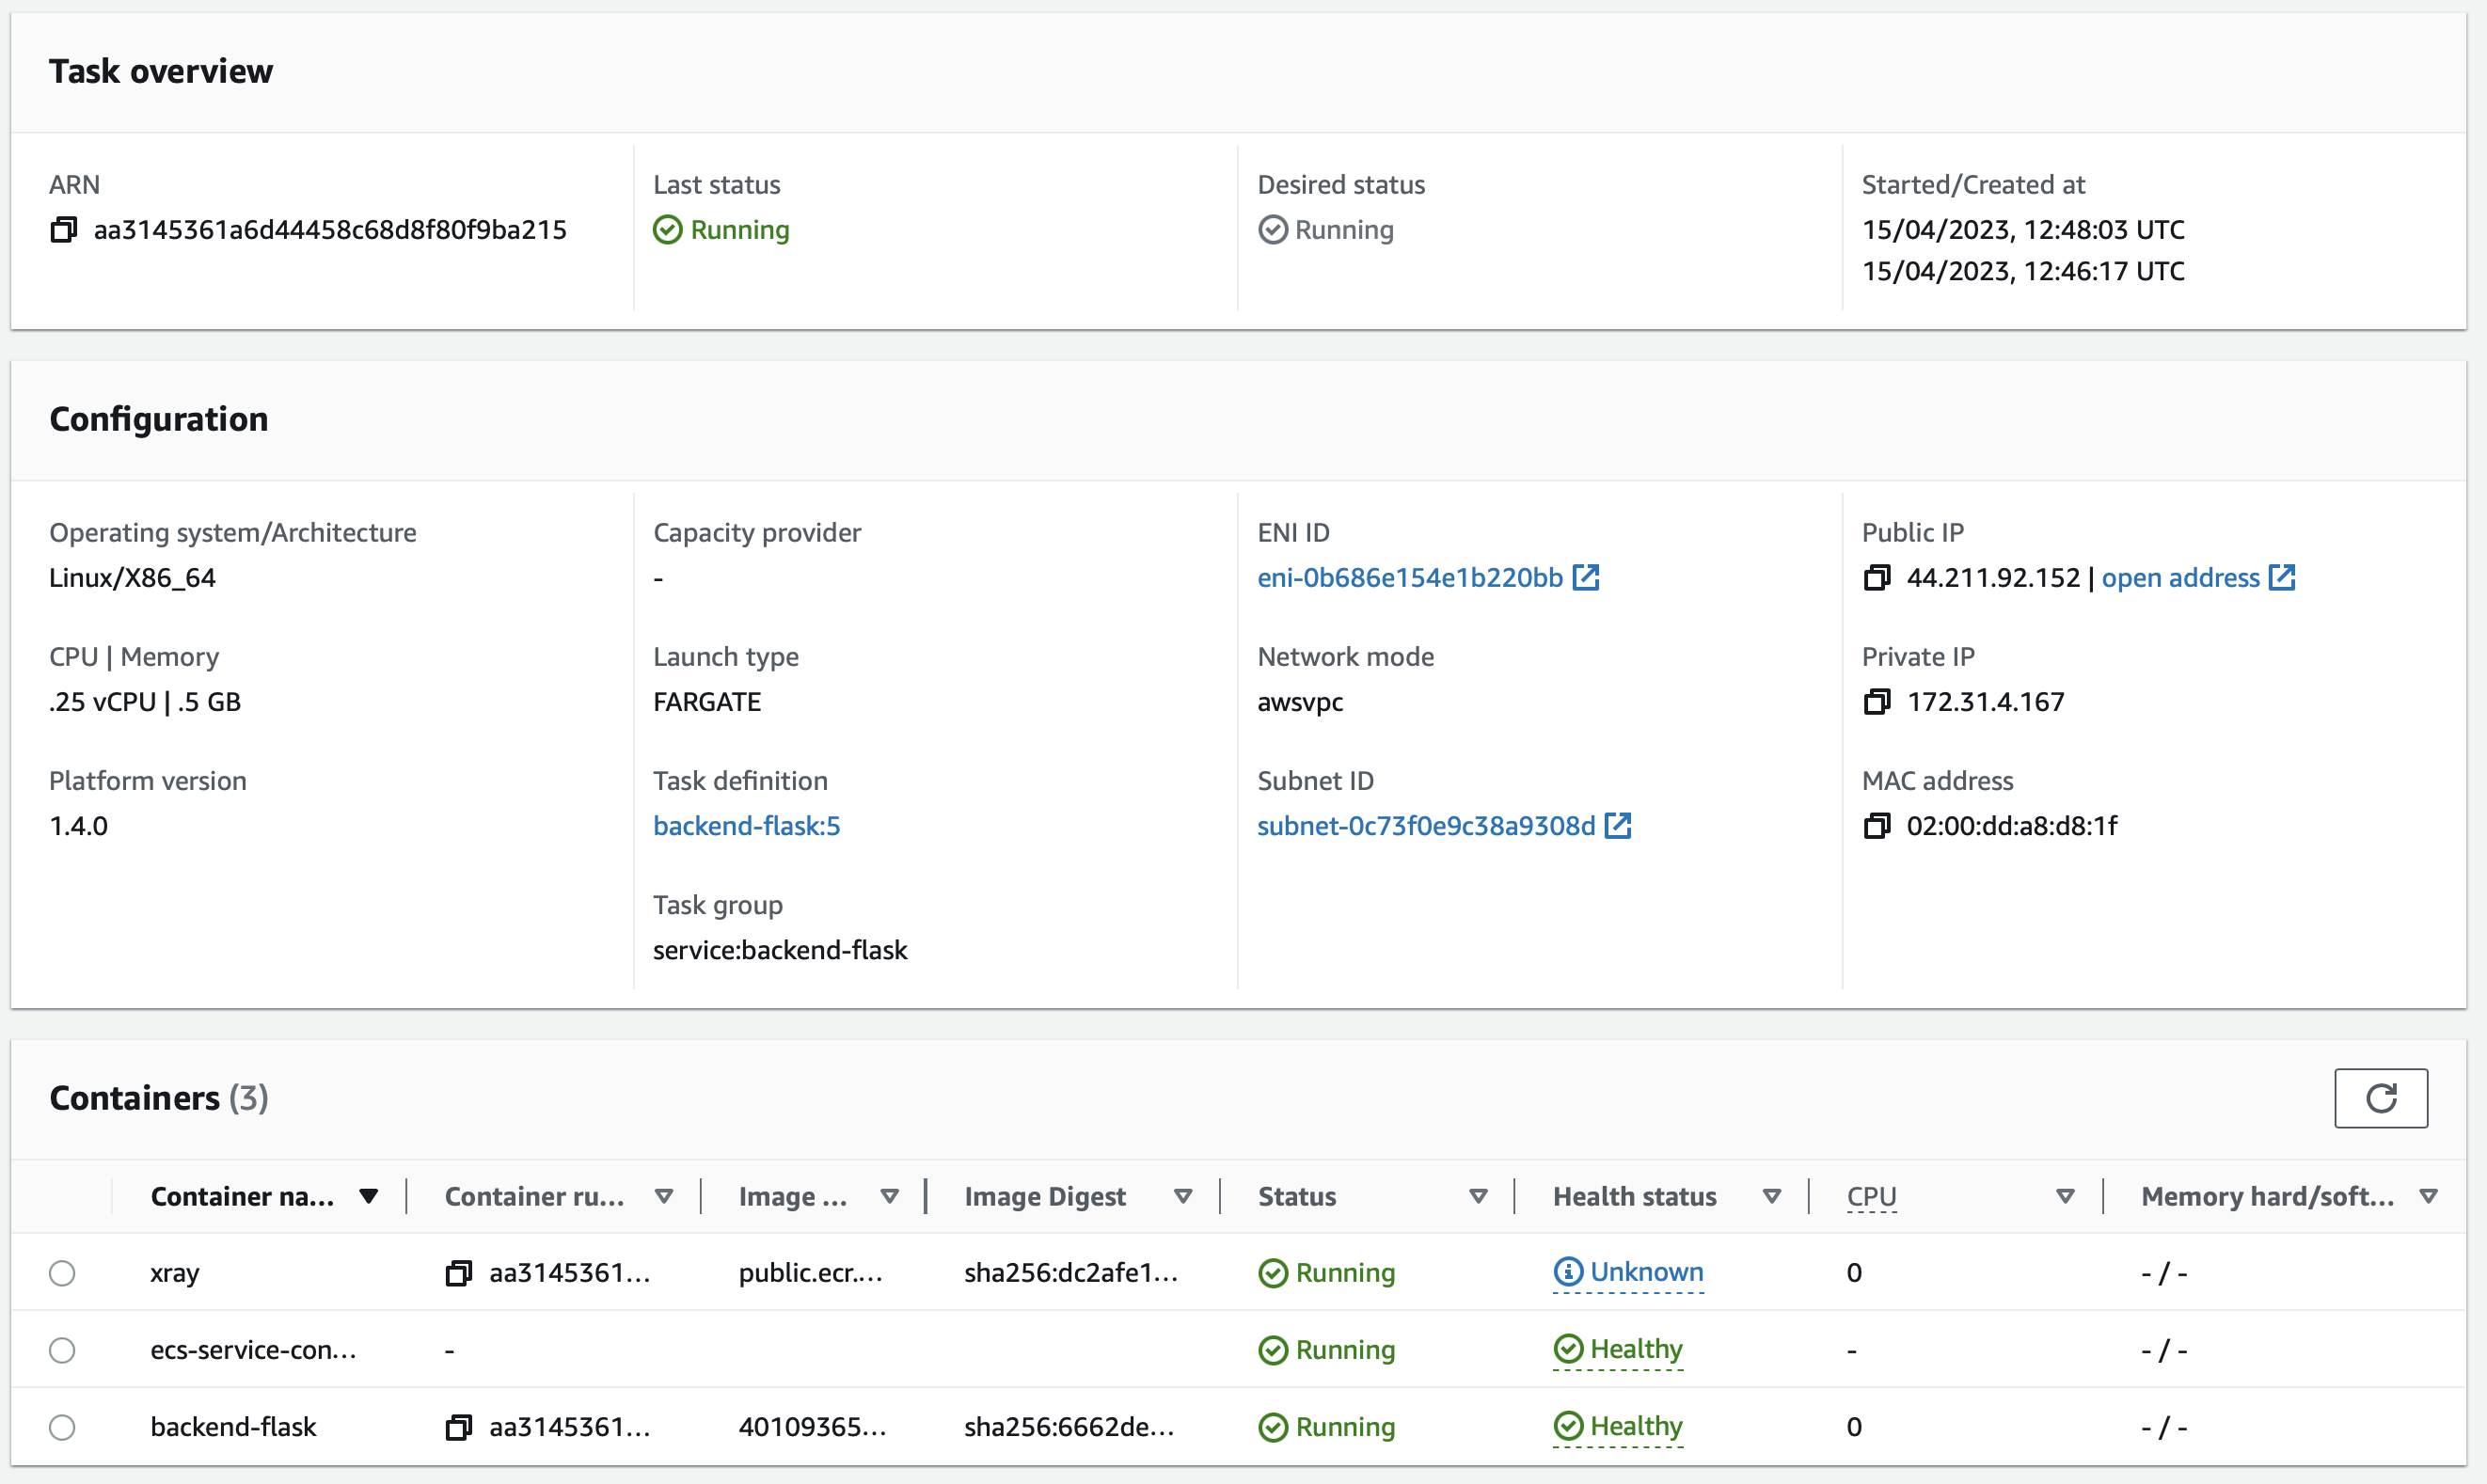 Task overview
ARN
aa3145361a6d44458c68d8f80f9ba215
Last status
Running
Desired status
Running
Started/Created at
15/04/2023, 12:48:03 UTC
15/04/2023, 12:46:17 UTC
Configuration
Operating system/Architecture
Linux/X86_64
CPU | Memory
.25 vCPU | .5 GB
Platform version
1.4.0
Capacity provider
-
Launch type
FARGATE
Task definition
backend-flask:5
Task group
service:backend-flask
ENI ID
eni-0b686e154e1b220bb
Network mode
awsvpc
Subnet ID
subnet-0c73f0e9c38a9308d
Public IP
44.211.92.152 | open address
Private IP
172.31.4.167
MAC address
02:00:dd:a8:d8:1f
Containers (3)
Container na... Container ru... Image ... Image Digest Status Health status CPU Memory hard/soft...
xray aa3145361... public.ecr.... sha256:dc2afe1... Running Unknown 0 - / -
ecs-service-con... - Running Healthy - - / -
backend-flask aa3145361... 40109365... sha256:6662de... Running Healthy 0 - / -